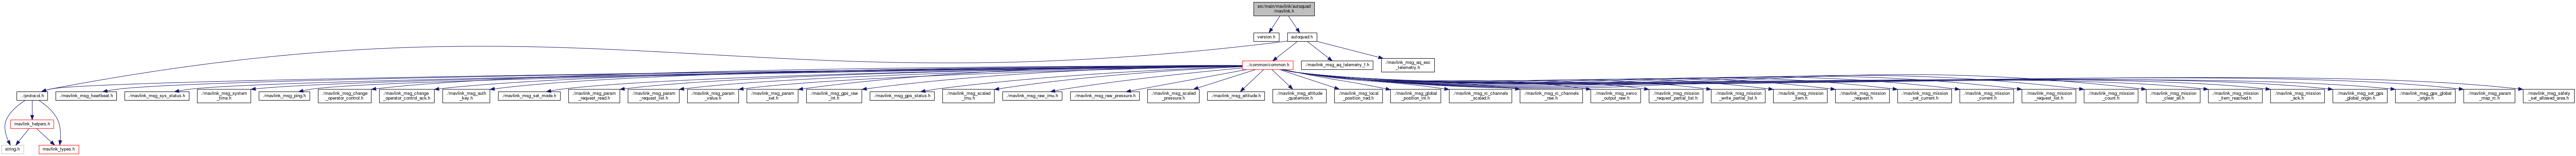 src/main/mavlink/autoquad
/mavlink.h
version.h
autoquad.h
../common/common.h
./mavlink_msg_aq_telemetry_f.h
./mavlink_msg_aq_esc
_telemetry.h
../protocol.h
./mavlink_msg_heartbeat.h
./mavlink_msg_sys_status.h
./mavlink_msg_system
_time.h
./mavlink_msg_ping.h
./mavlink_msg_change
_operator_control.h
./mavlink_msg_change
_operator_control_ack.h
./mavlink_msg_auth
_key.h
./mavlink_msg_set_mode.h
./mavlink_msg_param
_request_read.h
./mavlink_msg_param
_request_list.h
./mavlink_msg_param
_value.h
./mavlink_msg_param
_set.h
./mavlink_msg_gps_raw
_int.h
./mavlink_msg_gps_status.h
./mavlink_msg_scaled
_imu.h
./mavlink_msg_raw_imu.h
./mavlink_msg_raw_pressure.h
./mavlink_msg_scaled
_pressure.h
./mavlink_msg_attitude.h
./mavlink_msg_attitude
_quaternion.h
./mavlink_msg_local
_position_ned.h
./mavlink_msg_global
_position_int.h
./mavlink_msg_rc_channels
_scaled.h
./mavlink_msg_rc_channels
_raw.h
./mavlink_msg_servo
_output_raw.h
./mavlink_msg_mission
_request_partial_list.h
./mavlink_msg_mission
_write_partial_list.h
./mavlink_msg_mission
_item.h
./mavlink_msg_mission
_request.h
./mavlink_msg_mission
_set_current.h
./mavlink_msg_mission
_current.h
./mavlink_msg_mission
_request_list.h
./mavlink_msg_mission
_count.h
./mavlink_msg_mission
_clear_all.h
./mavlink_msg_mission
_item_reached.h
./mavlink_msg_mission
_ack.h
./mavlink_msg_set_gps
_global_origin.h
./mavlink_msg_gps_global
_origin.h
./mavlink_msg_param
_map_rc.h
./mavlink_msg_safety
_set_allowed_area.h
mavlink_helpers.h
string.h
mavlink_types.h